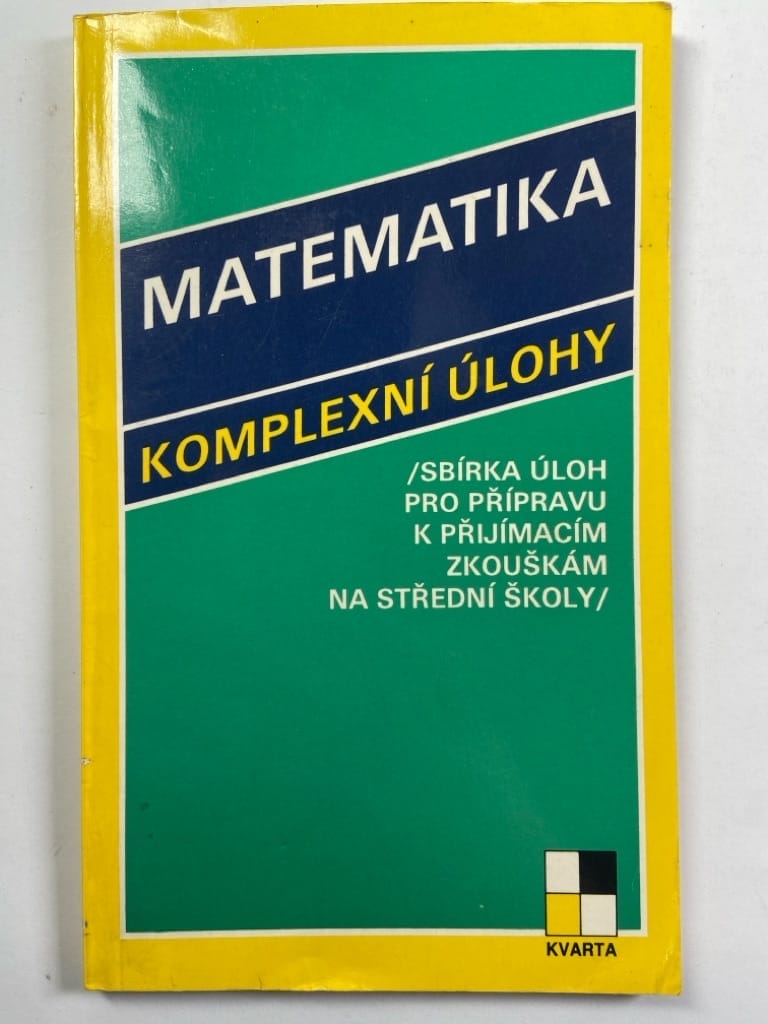 MATEMATIKA
KOMPLEXNÍ ÚLOHY
/SBÍRKA ÚLOH
PRO PŘÍPRAVU
K PŘIJÍMACÍM
ZKOUŠKÁM
NA STŘEDNÍ ŠKOLY/
KVARTA